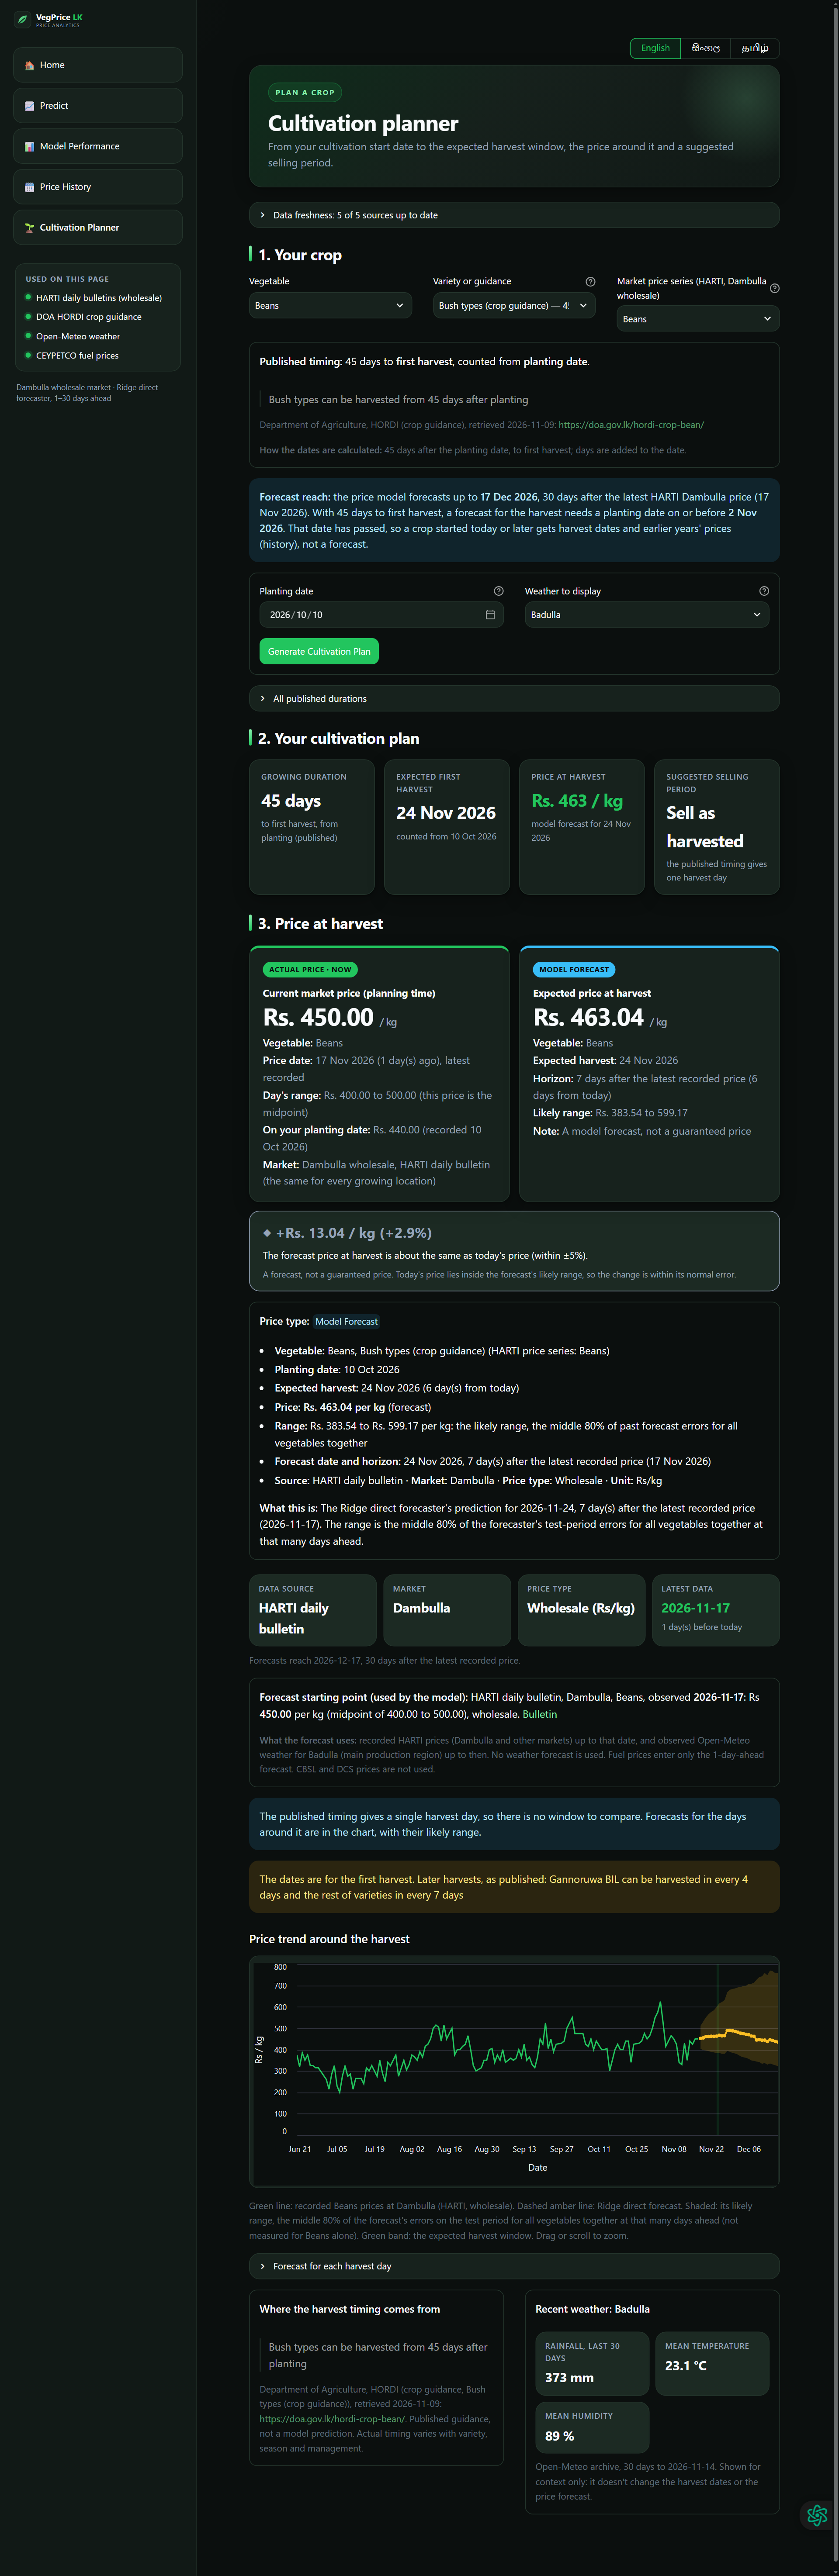 VegPrice LK
PRICE ANALYTICS
Home
Predict
Model Performance
Price History
Cultivation Planner
USED ON THIS PAGE
HARTI daily bulletins (wholesale)
DOA HORDI crop guidance
Open-Meteo weather
CEYPETCO fuel prices
Dambulla wholesale market · Ridge direct
forecaster, 1–30 days ahead
English
සිංහල
தமிழ்
PLAN A CROP
Cultivation planner
From your cultivation start date to the expected harvest window, the price around it and a suggested
selling period.
Data freshness: 5 of 5 sources up to date
1. Your crop
Vegetable
Beans
Variety or guidance
Bush types (crop guidance) — 4
Market price series (HARTI, Dambulla
wholesale)
Beans
Published timing: 45 days to first harvest, counted from planting date.
Bush types can be harvested from 45 days after planting
Department of Agriculture, HORDI (crop guidance), retrieved 2026-11-09: https://doa.gov.lk/hordi-crop-bean/
How the dates are calculated: 45 days after the planting date, to first harvest; days are added to the date.
Forecast reach: the price model forecasts up to 17 Dec 2026, 30 days after the latest HARTI Dambulla price (17
Nov 2026). With 45 days to first harvest, a forecast for the harvest needs a planting date on or before 2 Nov
2026. That date has passed, so a crop started today or later gets harvest dates and earlier years' prices
(history), not a forecast.
Planting date
2026/10/10
Weather to display
Badulla
Generate Cultivation Plan
All published durations
2. Your cultivation plan
GROWING DURATION
45 days
to first harvest, from
planting (published)
EXPECTED FIRST
HARVEST
24 Nov 2026
counted from 10 Oct 2026
PRICE AT HARVEST
Rs. 463 / kg
model forecast for 24 Nov
2026
SUGGESTED SELLING
PERIOD
Sell as
harvested
the published timing gives
one harvest day
3. Price at harvest
ACTUAL PRICE · NOW
Current market price (planning time)
Rs. 450.00 / kg
Vegetable: Beans
Price date: 17 Nov 2026 (1 day(s) ago), latest
recorded
Day's range: Rs. 400.00 to 500.00 (this price is the
midpoint)
On your planting date: Rs. 440.00 (recorded 10
Oct 2026)
Market: Dambulla wholesale, HARTI daily bulletin
(the same for every growing location)
MODEL FORECAST
Expected price at harvest
Rs. 463.04 / kg
Vegetable: Beans
Expected harvest: 24 Nov 2026
Horizon: 7 days after the latest recorded price (6
days from today)
Likely range: Rs. 383.54 to 599.17
Note: A model forecast, not a guaranteed price
◆ +Rs. 13.04 / kg (+2.9%)
The forecast price at harvest is about the same as today's price (within ±5%).
A forecast, not a guaranteed price. Today's price lies inside the forecast's likely range, so the change is within its normal error.
Price type: Model Forecast
• Vegetable: Beans, Bush types (crop guidance) (HARTI price series: Beans)
• Planting date: 10 Oct 2026
• Expected harvest: 24 Nov 2026 (6 day(s) from today)
• Price: Rs. 463.04 per kg (forecast)
• Range: Rs. 383.54 to Rs. 599.17 per kg: the likely range, the middle 80% of past forecast errors for all
vegetables together
• Forecast date and horizon: 24 Nov 2026, 7 day(s) after the latest recorded price (17 Nov 2026)
• Source: HARTI daily bulletin · Market: Dambulla · Price type: Wholesale · Unit: Rs/kg
What this is: The Ridge direct forecaster's prediction for 2026-11-24, 7 day(s) after the latest recorded price
(2026-11-17). The range is the middle 80% of the forecaster's test-period errors for all vegetables together at
that many days ahead.
DATA SOURCE
HARTI daily
bulletin
MARKET
Dambulla
PRICE TYPE
Wholesale (Rs/kg)
LATEST DATA
2026-11-17
1 day(s) before today
Forecasts reach 2026-12-17, 30 days after the latest recorded price.
Forecast starting point (used by the model): HARTI daily bulletin, Dambulla, Beans, observed 2026-11-17: Rs
450.00 per kg (midpoint of 400.00 to 500.00), wholesale. Bulletin
What the forecast uses: recorded HARTI prices (Dambulla and other markets) up to that date, and observed Open-Meteo
weather for Badulla (main production region) up to then. No weather forecast is used. Fuel prices enter only the 1-day-ahead
forecast. CBSL and DCS prices are not used.
The published timing gives a single harvest day, so there is no window to compare. Forecasts for the days
around it are in the chart, with their likely range.
The dates are for the first harvest. Later harvests, as published: Gannoruwa BIL can be harvested in every 4
days and the rest of varieties in every 7 days
Price trend around the harvest
800
700
600
500
400
300
200
100
0
Rs / kg
Jun 21 Jul 05 Jul 19 Aug 02 Aug 16 Aug 30 Sep 13 Sep 27 Oct 11 Oct 25 Nov 08 Nov 22 Dec 06
Date
Green line: recorded Beans prices at Dambulla (HARTI, wholesale). Dashed amber line: Ridge direct forecast. Shaded: its likely
range, the middle 80% of the forecast's errors on the test period for all vegetables together at that many days ahead (not
measured for Beans alone). Green band: the expected harvest window. Drag or scroll to zoom.
Forecast for each harvest day
Where the harvest timing comes from
Bush types can be harvested from 45 days after
planting
Department of Agriculture, HORDI (crop guidance, Bush
types (crop guidance)), retrieved 2026-11-09:
https://doa.gov.lk/hordi-crop-bean/. Published guidance,
not a model prediction. Actual timing varies with variety,
season and management.
Recent weather: Badulla
RAINFALL, LAST 30
DAYS
373 mm
MEAN TEMPERATURE
23.1 °C
MEAN HUMIDITY
89 %
Open-Meteo archive, 30 days to 2026-11-14. Shown for
context only: it doesn't change the harvest dates or the
price forecast.